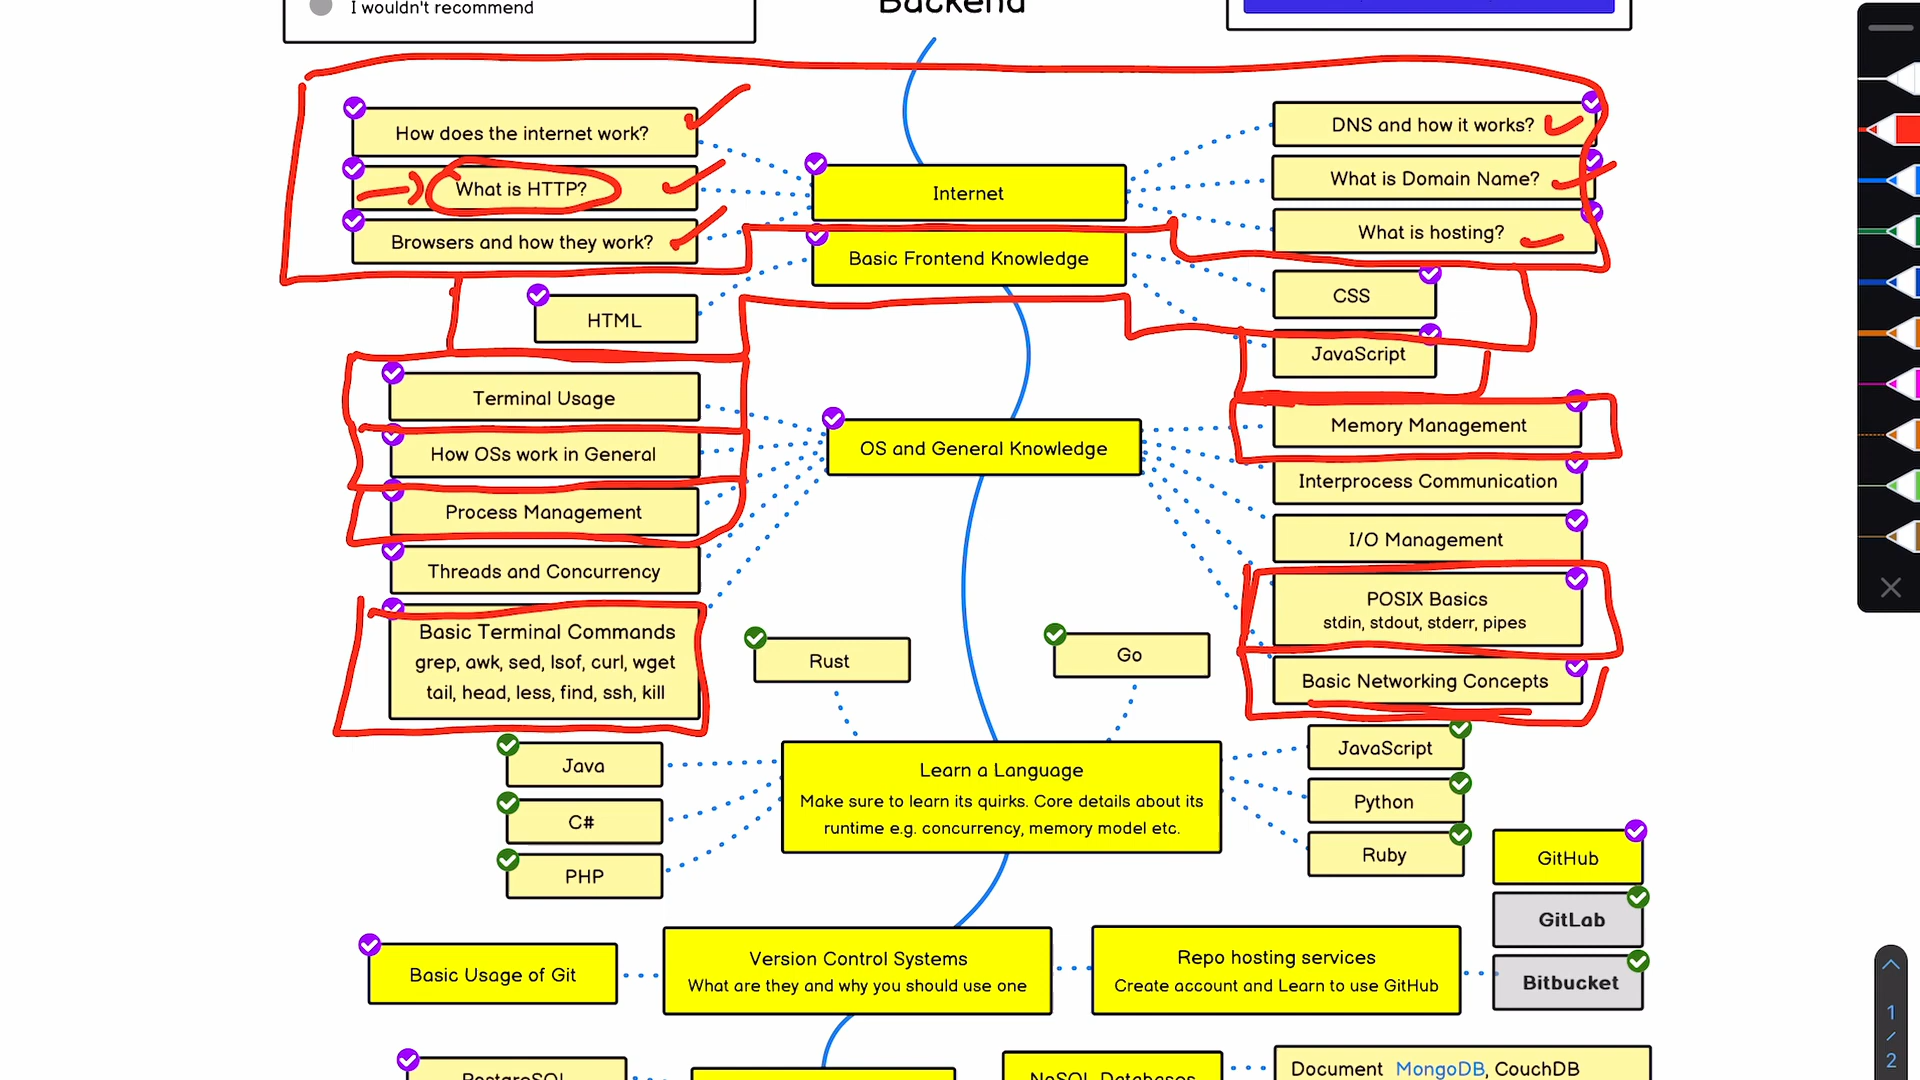 I wouldn't recommend
Backend
How does the internet work?
What is HTTP?
Browsers and how they work?
Internet
DNS and how it works?
What is Domain Name?
What is hosting?
Basic Frontend Knowledge
HTML
CSS
JavaScript
Terminal Usage
How OSs work in General
Process Management
Threads and Concurrency
Basic Terminal Commands
grep, awk, sed, lsof, curl, wget
tail, head, less, find, ssh, kill
OS and General Knowledge
Memory Management
Interprocess Communication
I/O Management
POSIX Basics
stdin, stdout, stderr, pipes
Basic Networking Concepts
Rust
Go
Java
C#
PHP
Learn a Language
Make sure to learn its quirks. Core details about its
runtime e.g. concurrency, memory model etc.
JavaScript
Python
Ruby
GitHub
GitLab
Bitbucket
Basic Usage of Git
Version Control Systems
What are they and why you should use one
Repo hosting services
Create account and Learn to use GitHub
PostgreSQL
NoSQL Databases
Document MongoDB, CouchDB
1
/
2